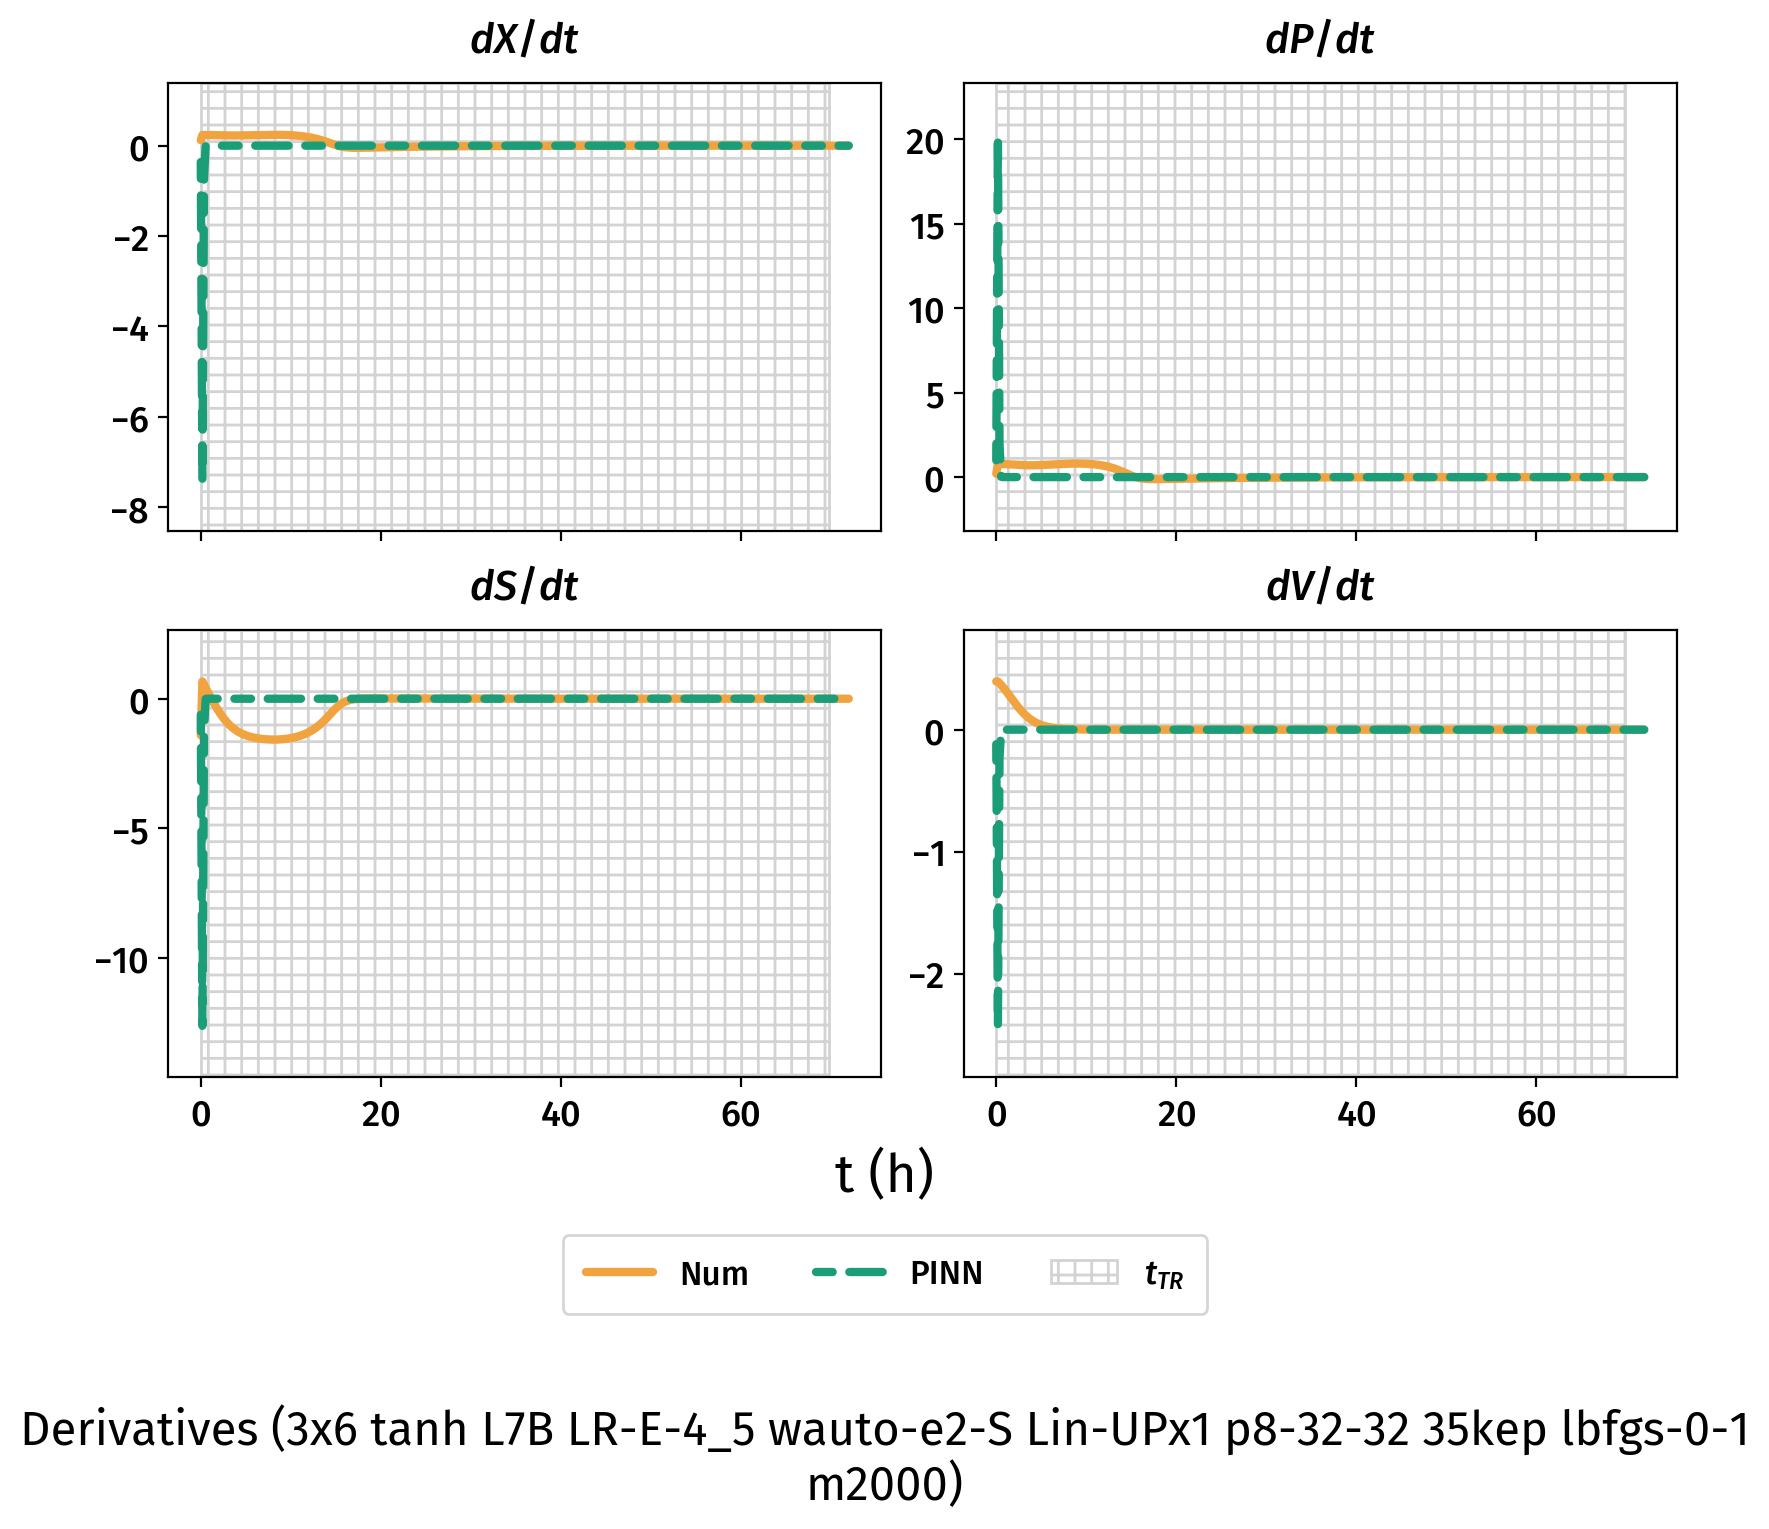 dX/dt
dP/dt
0
−2
−4
−6
−8
20
15
10
5
0
dS/dt
dV/dt
0
−5
−10
0
−1
−2
0 20 40 60
0 20 40 60
t (h)
Num PINN t_TR
Derivatives (3x6 tanh L7B LR-E-4_5 wauto-e2-S Lin-UPx1 p8-32-32 35kep lbfgs-0-1
m2000)